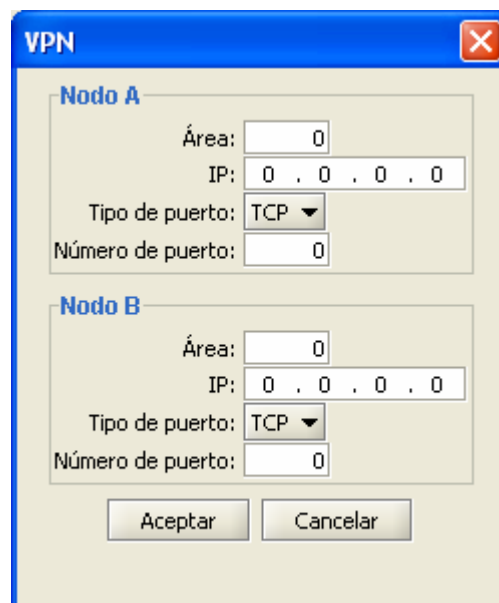 VPN
Nodo A
Área: 0
IP: 0 . 0 . 0 . 0
Tipo de puerto: TCP
Número de puerto: 0
Nodo B
Área: 0
IP: 0 . 0 . 0 . 0
Tipo de puerto: TCP
Número de puerto: 0
Aceptar Cancelar